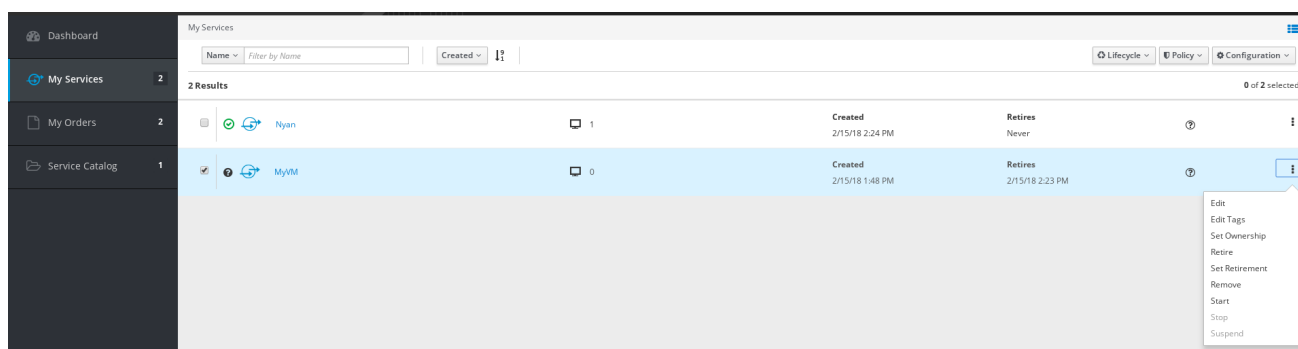 Dashboard
My Services 2
My Orders 2
Service Catalog 1
My Services
Name Filter by Name Created Lifecycle Policy Configuration
2 Results 0 of 2 selected
Nyan 1 Created Retires
2/15/18 2:24 PM Never
MyVM 0 Created Retires
2/15/18 1:48 PM 2/15/18 2:23 PM
Edit
Edit Tags
Set Ownership
Retire
Set Retirement
Remove
Start
Stop
Suspend